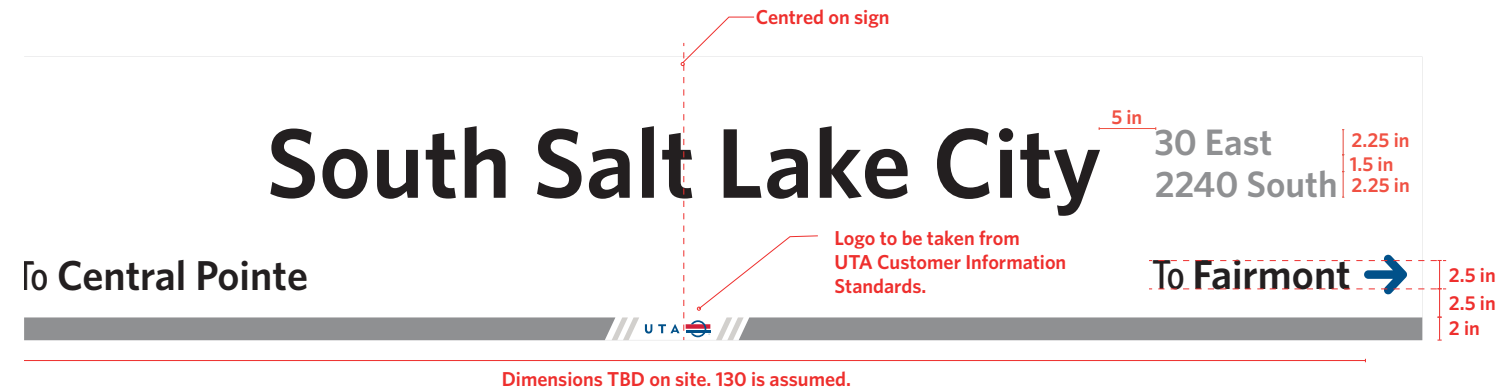 Centred on sign
South Salt Lake City
5 in
30 East
2240 South
2.25 in
1.5 in
2.25 in
To Central Pointe
Logo to be taken from
UTA Customer Information
Standards.
To Fairmont
2.5 in
2.5 in
2 in
UTA
Dimensions TBD on site. 130 is assumed.